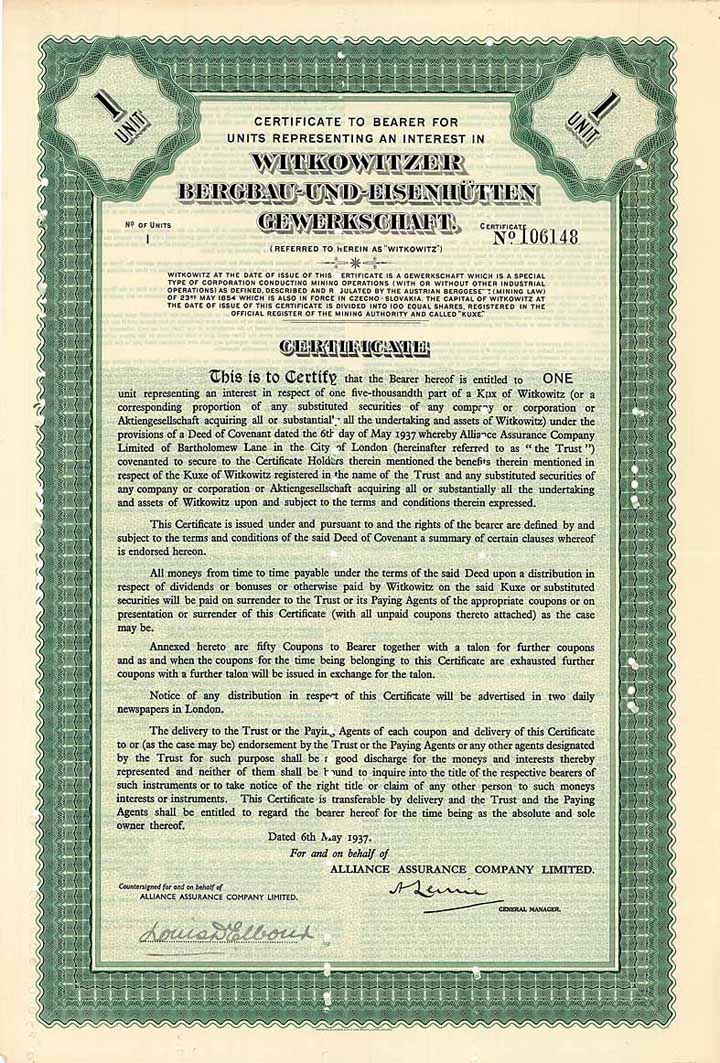 1 UNIT
1 UNIT
CERTIFICATE TO BEARER FOR
UNITS REPRESENTING AN INTEREST IN
WITKOWITZER
BERGBAU-UND-EISENHÜTTEN
GEWERKSCHAFT.
Nº OF UNITS
1
CERTIFICATE
Nº 106148
(REFERRED TO HEREIN AS "WITKOWITZ")
WITKOWITZ AT THE DATE OF ISSUE OF THIS ERTIFICATE IS A GEWERKSCHAFT WHICH IS A SPECIAL
TYPE OF CORPORATION CONDUCTING MINING OPERATIONS (WITH OR WITHOUT OTHER INDUSTRIAL
OPERATIONS) AS DEFINED, DESCRIBED AND R JULATED BY THE AUSTRIAN BERGGESE T (MINING LAW)
OF 23RD MAY 1854 WHICH IS ALSO IN FORCE IN CZECHO-SLOVAKIA. THE CAPITAL OF WITKOWITZ AT
THE DATE OF ISSUE OF THIS CERTIFICATE IS DIVIDED INTO 100 EQUAL SHARES, REGISTERED IN THE
OFFICIAL REGISTER OF THE MINING AUTHORITY AND CALLED "KUXE."
CERTIFICATE
This is to Certify that the Bearer hereof is entitled to ONE
unit representing an interest in respect of one five-thousandth part of a Kux of Witkowitz (or a
corresponding proportion of any substituted securities of any company or corporation or
Aktiengesellschaft acquiring all or substantially all the undertaking and assets of Witkowitz) under the
provisions of a Deed of Covenant dated the 6th day of May 1937 whereby Alliance Assurance Company
Limited of Bartholomew Lane in the City of London (hereinafter referred to as "the Trust")
covenanted to secure to the Certificate Holders therein mentioned the benefits therein mentioned in
respect of the Kuxe of Witkowitz registered in the name of the Trust and any substituted securities of
any company or corporation or Aktiengesellschaft acquiring all or substantially all the undertaking
and assets of Witkowitz upon and subject to the terms and conditions therein expressed.
This Certificate is issued under and pursuant to and the rights of the bearer are defined by and
subject to the terms and conditions of the said Deed of Covenant a summary of certain clauses whereof
is endorsed hereon.
All moneys from time to time payable under the terms of the said Deed upon a distribution in
respect of dividends or bonuses or otherwise paid by Witkowitz on the said Kuxe or substituted
securities will be paid on surrender to the Trust or its Paying Agents of the appropriate coupons or on
presentation or surrender of this Certificate (with all unpaid coupons thereto attached) as the case
may be.
Annexed hereto are fifty Coupons to Bearer together with a talon for further coupons
and as and when the coupons for the time being belonging to this Certificate are exhausted further
coupons with a further talon will be issued in exchange for the talon.
Notice of any distribution in respect of this Certificate will be advertised in two daily
newspapers in London.
The delivery to the Trust or the Paying Agents of each coupon and delivery of this Certificate
to or (as the case may be) endorsement by the Trust or the Paying Agents or any other agents designated
by the Trust for such purpose shall be a good discharge for the moneys and interests thereby
represented and neither of them shall be bound to inquire into the title of the respective bearers of
such instruments or to take notice of the right title or claim of any other person to such moneys
interests or instruments. This Certificate is transferable by delivery and the Trust and the Paying
Agents shall be entitled to regard the bearer hereof for the time being as the absolute and sole
owner thereof.
Dated 6th May 1937.
For and on behalf of
ALLIANCE ASSURANCE COMPANY LIMITED.
GENERAL MANAGER.
Countersigned for and on behalf of
ALLIANCE ASSURANCE COMPANY LIMITED.